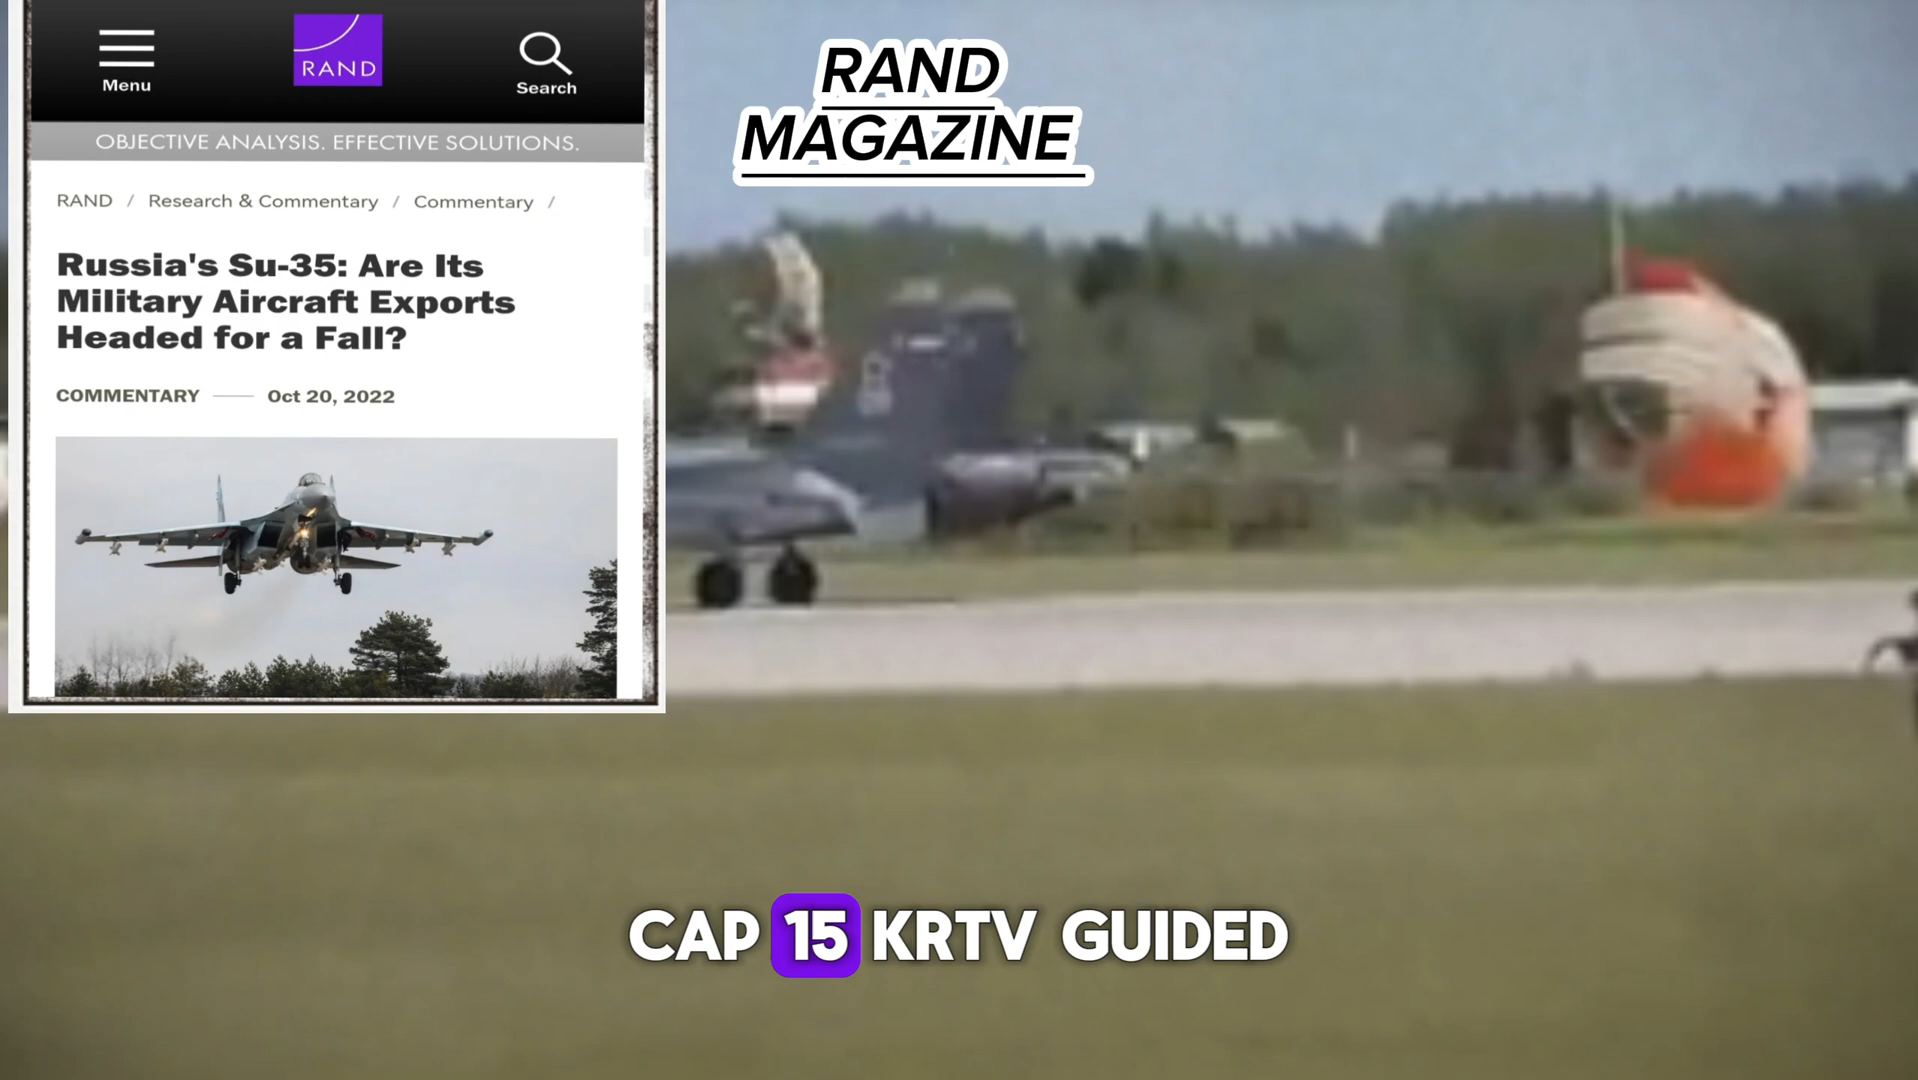 Menu
RAND
Search
OBJECTIVE ANALYSIS. EFFECTIVE SOLUTIONS.
RAND / Research & Commentary / Commentary /
Russia's Su-35: Are Its
Military Aircraft Exports
Headed for a Fall?
COMMENTARY — Oct 20, 2022
RAND
MAGAZINE
CAP 15 KRTV GUIDED